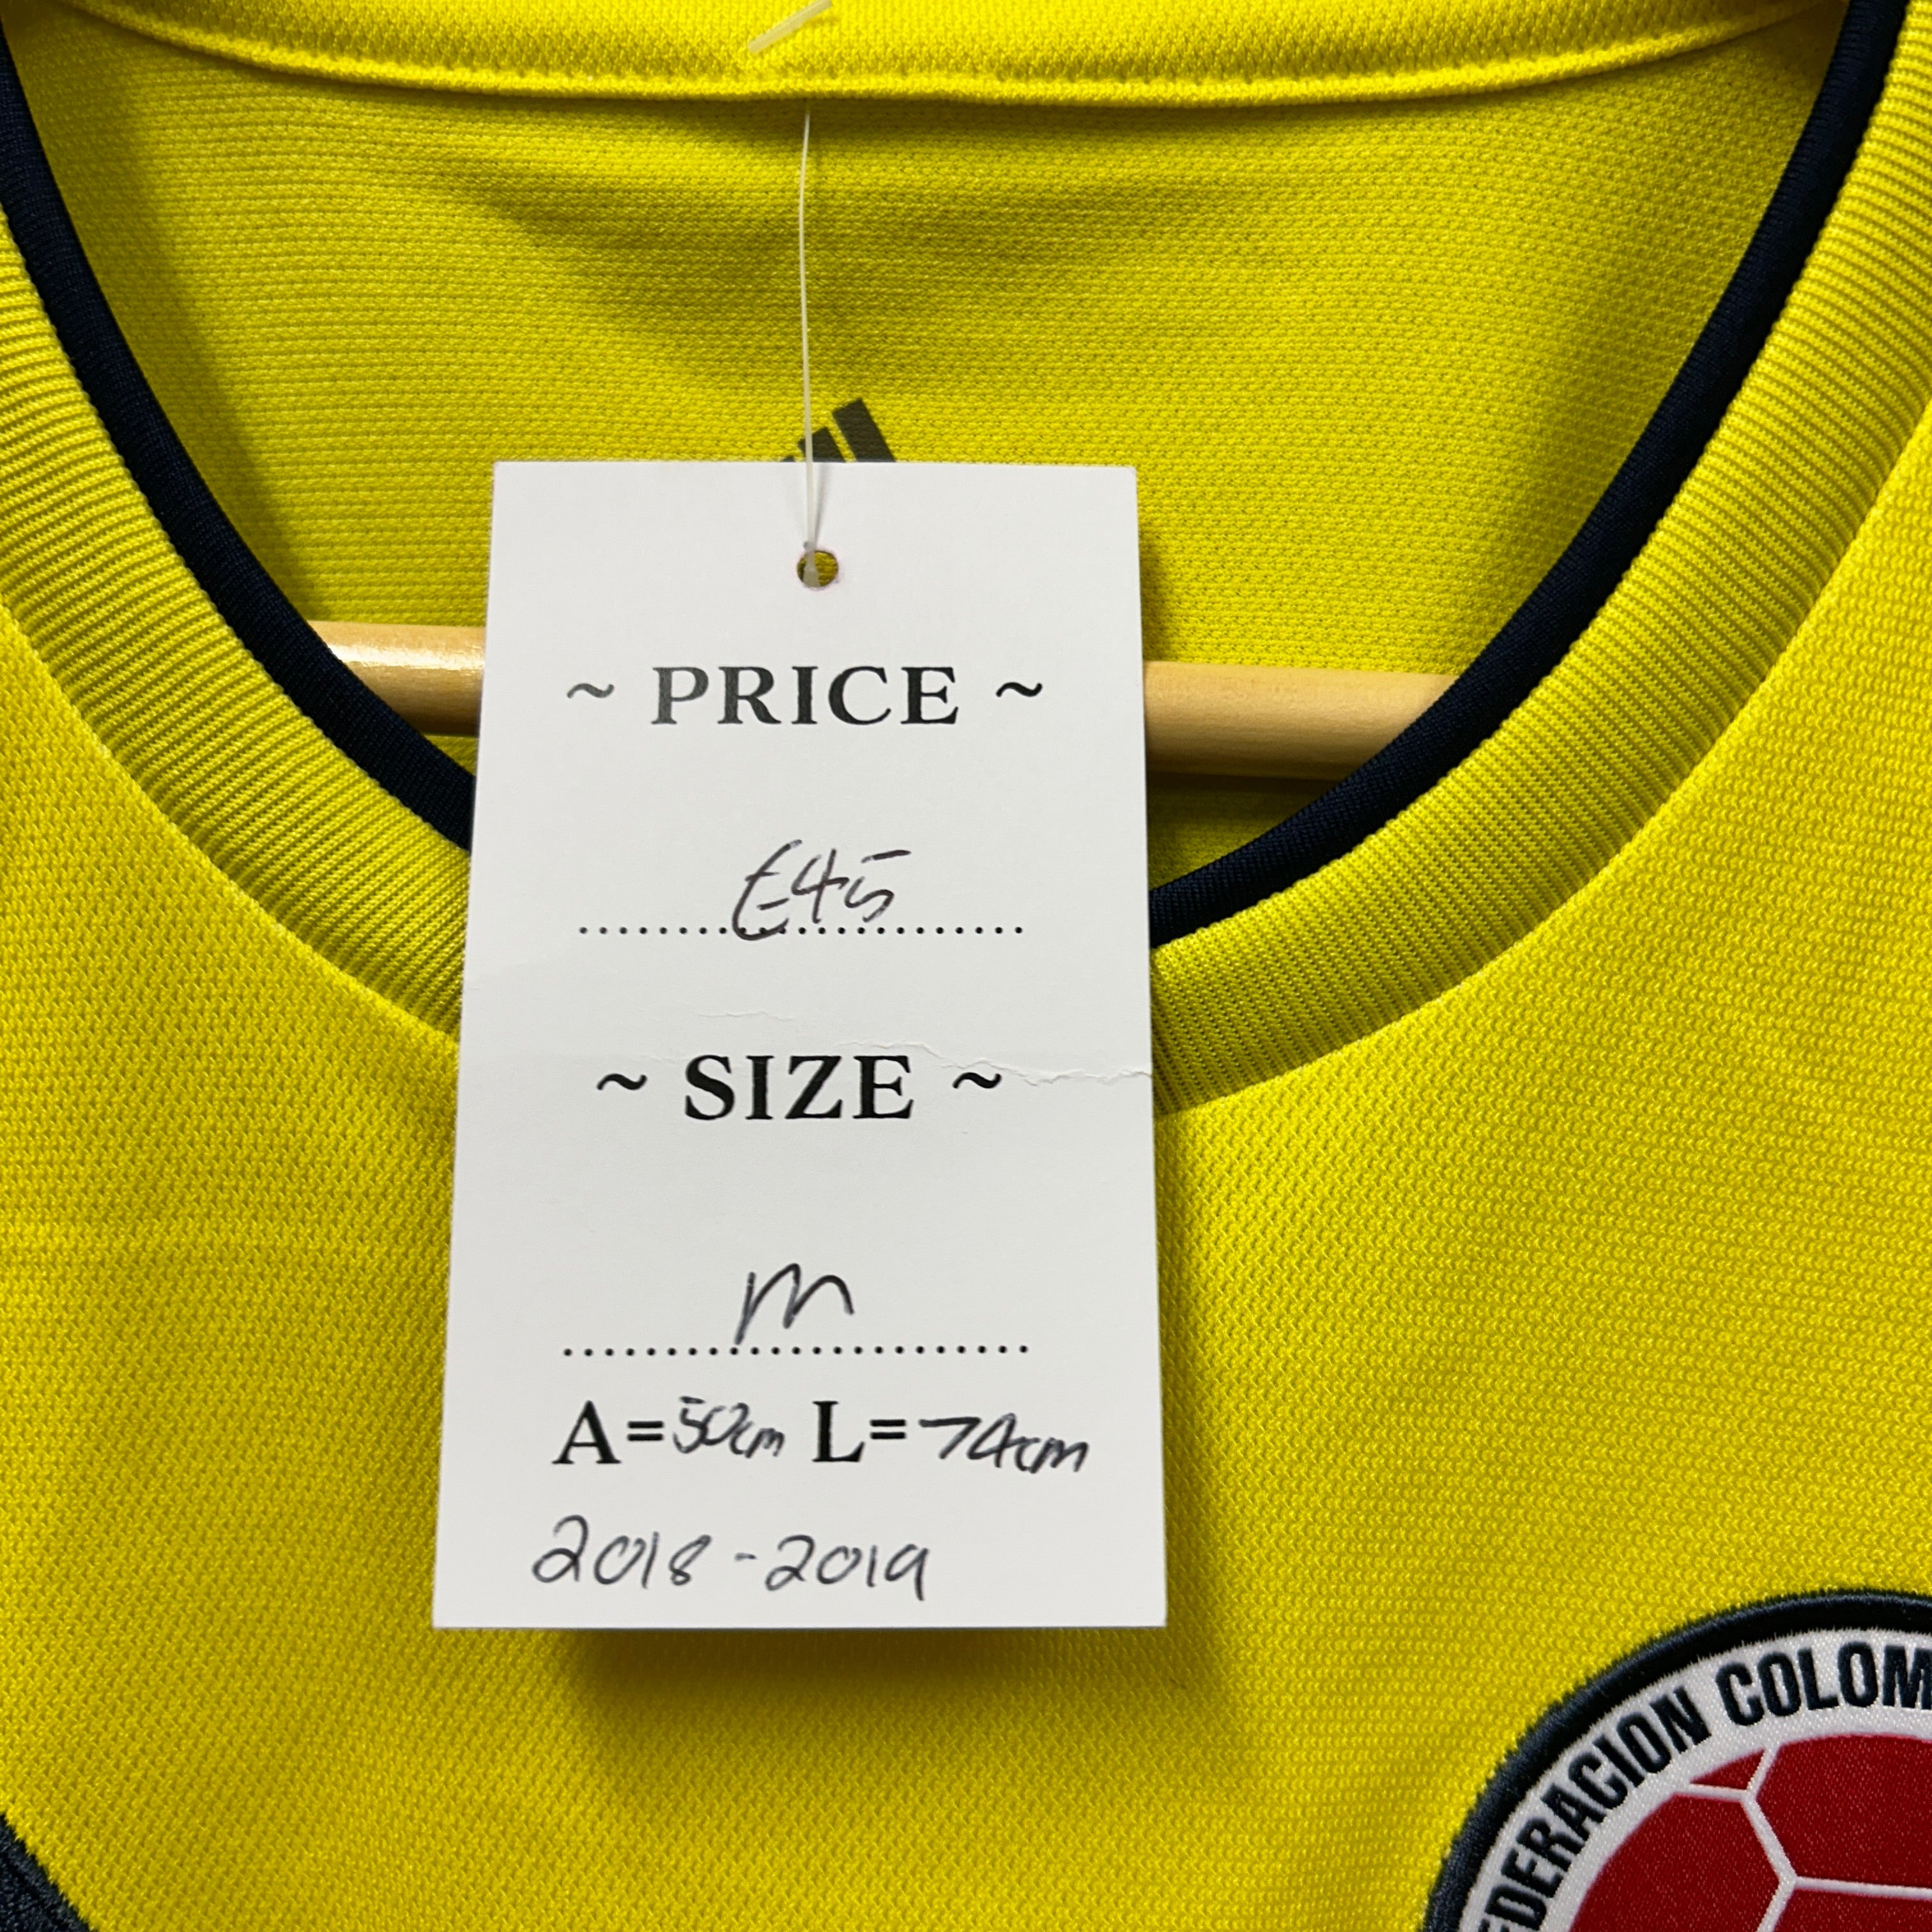 ~ PRICE ~
£45
~ SIZE ~
M
A=50cm L=74cm
2018-2019
FEDERACION COLOM